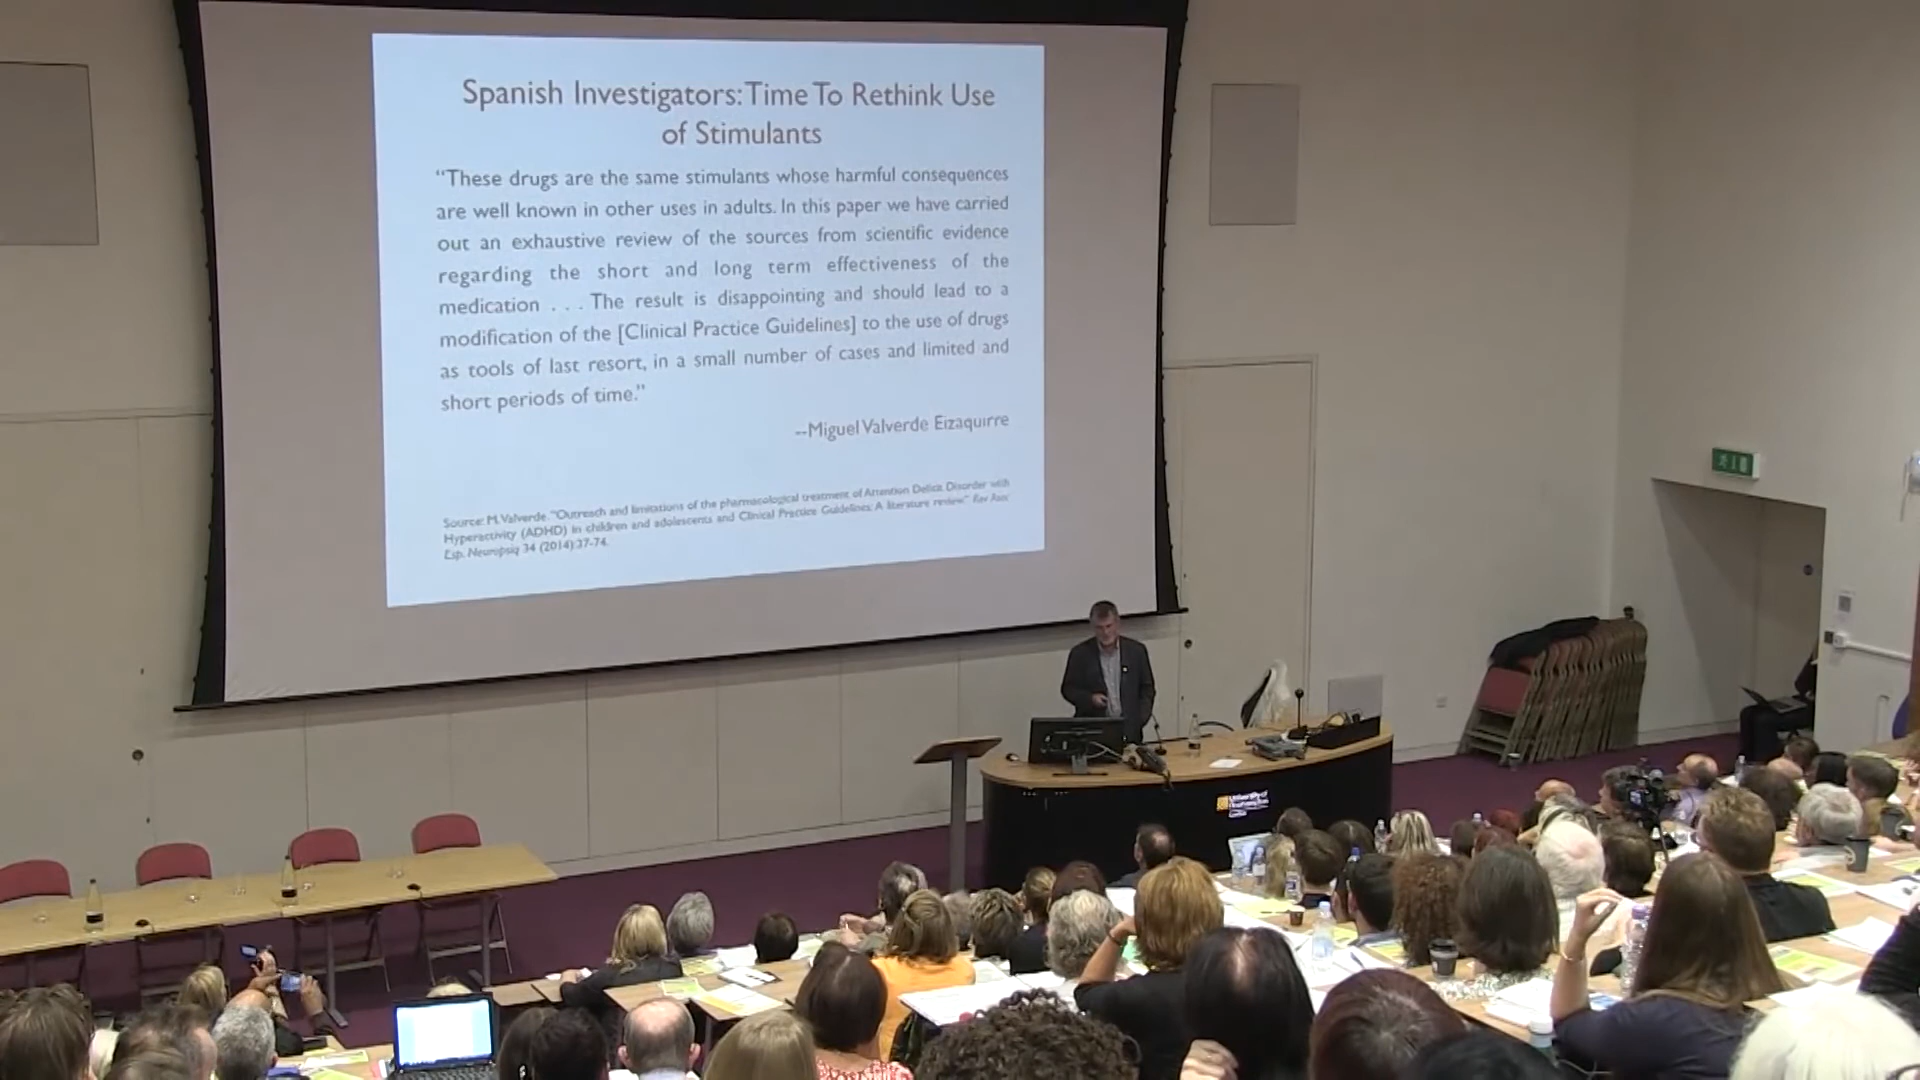 Spanish Investigators: Time To Rethink Use
of Stimulants
“These drugs are the same stimulants whose harmful consequences
are well known in other uses in adults. In this paper we have carried
out an exhaustive review of the sources from scientific evidence
regarding the short and long term effectiveness of the
medication . . . The result is disappointing and should lead to a
modification of the [Clinical Practice Guidelines] to the use of drugs
as tools of last resort, in a small number of cases and limited and
short periods of time.”
--Miguel Valverde Eizaquirre
Source: M. Valverde. “Outreach and limitations of the pharmacological treatment of Attention Deficit Disorder with
Hyperactivity (ADHD) in children and adolescents and Clinical Practice Guidelines: A literature review” Rev Asoc
Esp. Neuropsiq 34 (2014):37-74.
University of